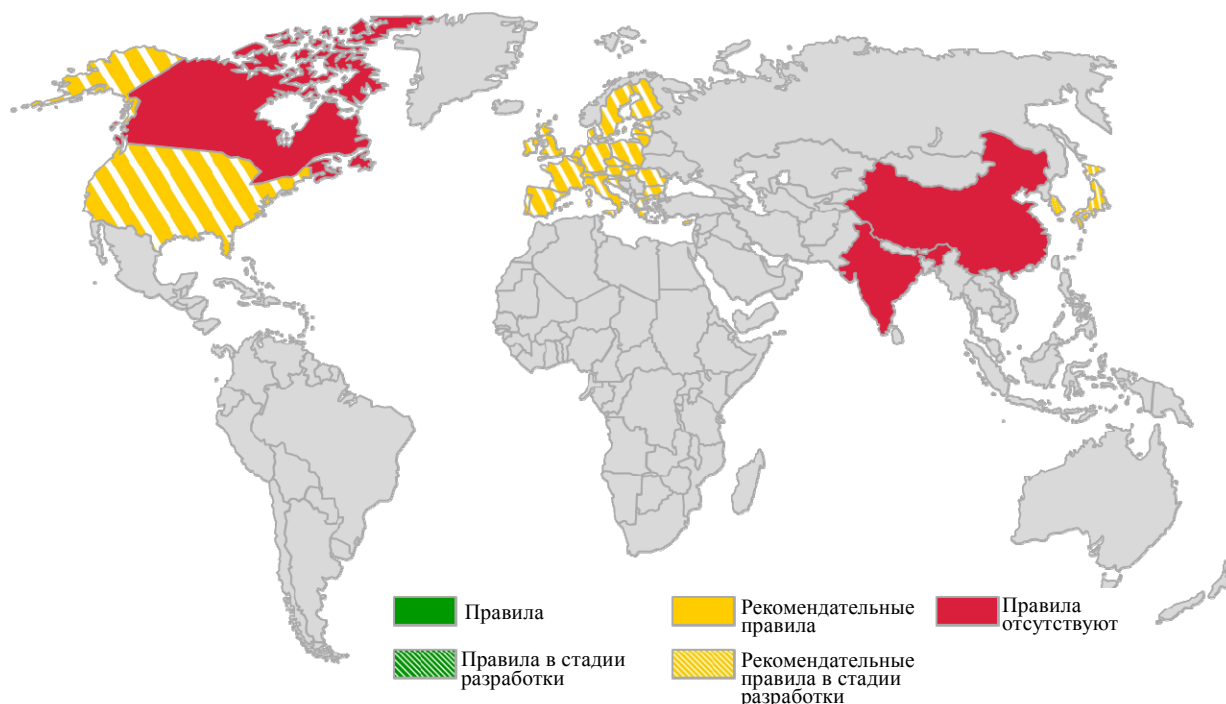 Правила
Рекомендательные
правила
Правила
отсутствуют
Правила в стадии
разработки
Рекомендательные
правила в стадии
разработки